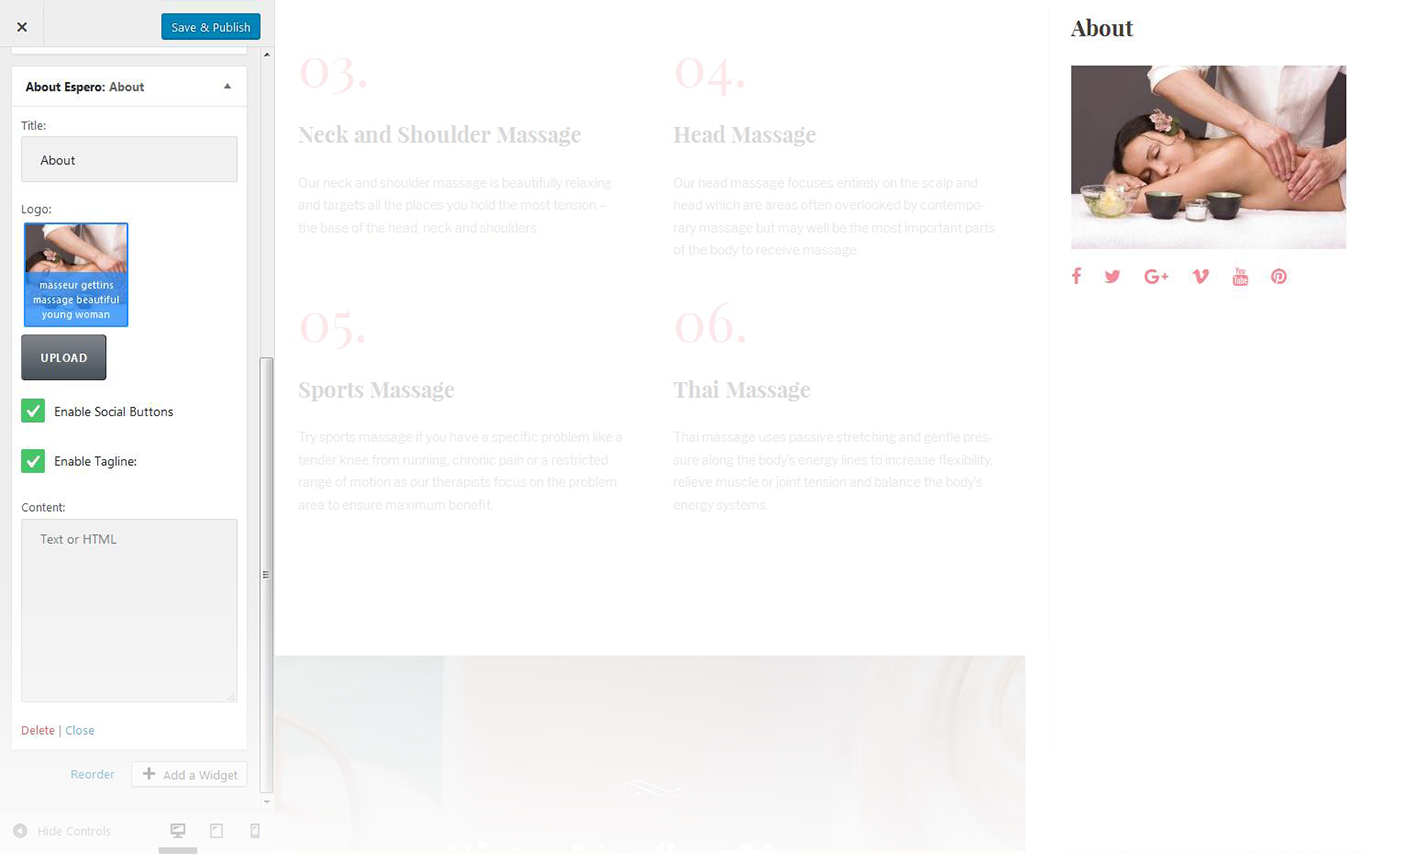 Save & Publish
About Espero: About
Title:
About
Logo:
masseur gettins
massage beautiful
young woman
UPLOAD
Enable Social Buttons
Enable Tagline:
Content:
Text or HTML
Delete | Close
Reorder
Add a Widget
Hide Controls
03.
Neck and Shoulder Massage
Our neck and shoulder massage is beautifully relaxing
and targets all the places you hold the most tension –
the base of the head, neck and shoulders.
04.
Head Massage
Our head massage focuses entirely on the scalp and
head which are areas often overlooked by contempo-
rary massage but may well be the most important parts
of the body to receive massage.
05.
Sports Massage
Try sports massage if you have a specific problem like a
tender knee from running, chronic pain or a restricted
range of motion as our therapists focus on the problem
area to ensure maximum benefit.
06.
Thai Massage
Thai massage uses passive stretching and gentle pres-
sure along the body's energy lines to increase flexibility,
relieve muscle or joint tension and balance the body's
energy systems.
About
You
Tube